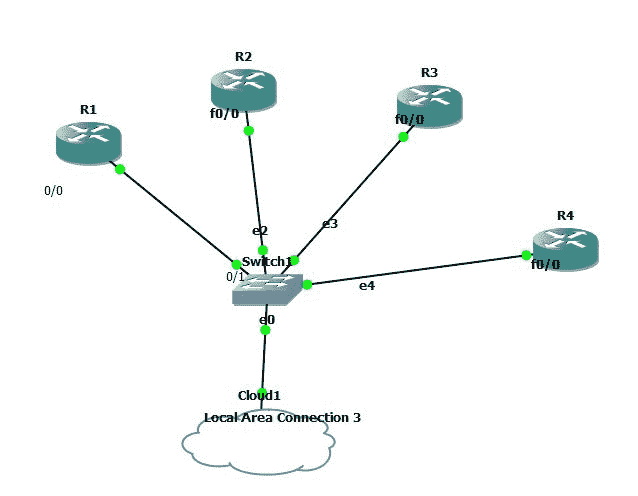 R2
R3
f0/0
R1
f0/0
0/0
R4
e3
e2
Switch1
f0/0
0/1
e4
e0
Cloud1
Local Area Connection 3